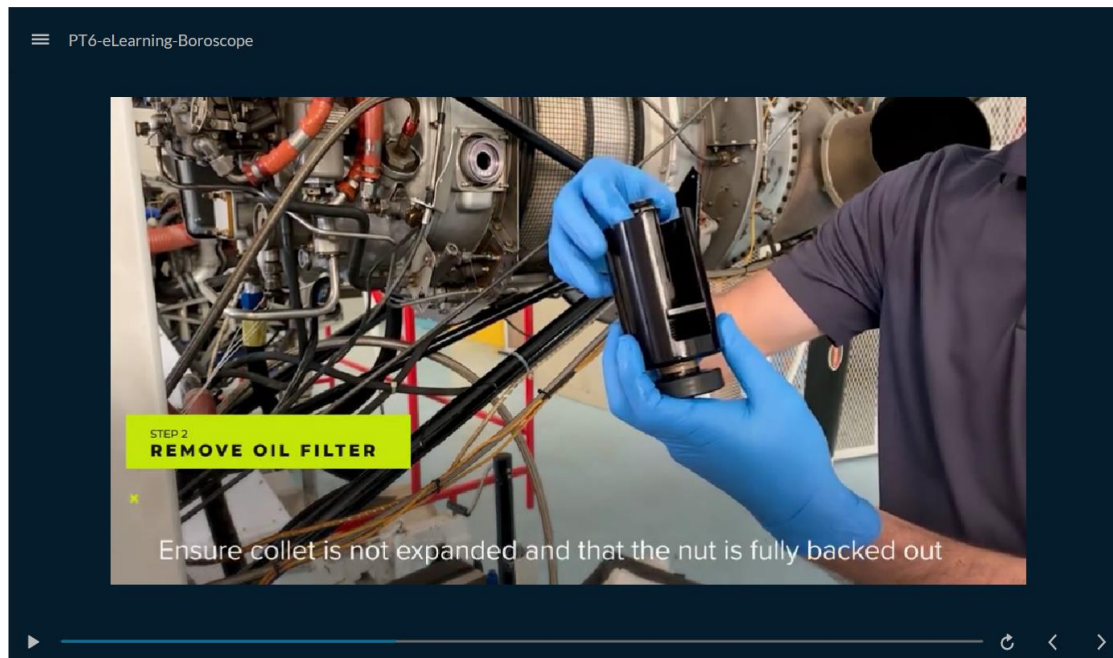 PT6-eLearning-Boroscope
STEP 2
REMOVE OIL FILTER
Ensure collet is not expanded and that the nut is fully backed out